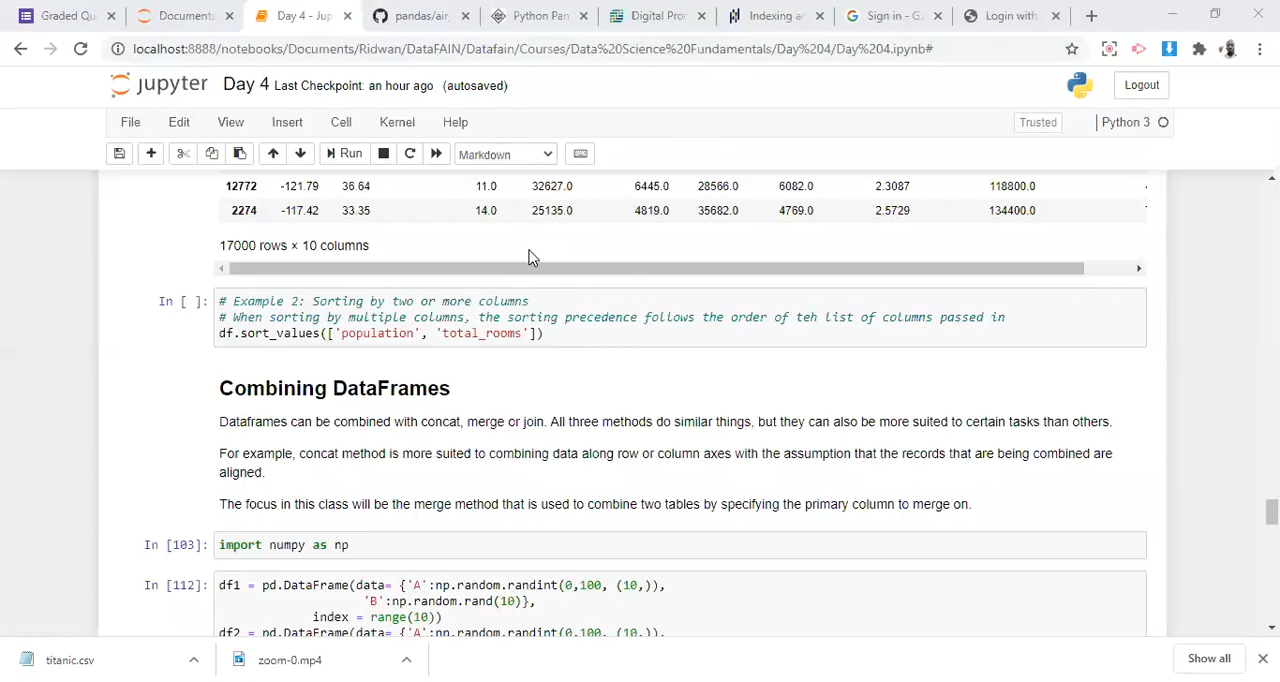 Graded Qu
Documents
Day 4 - Jup
pandas/air
Python Pan
Digital Pro
Indexing a
Sign in - G
Login with
localhost:8888/notebooks/Documents/Ridwan/DataFAIN/Datafain/Courses/Data%20Science%20Fundamentals/Day%204/Day%204.ipynb#
jupyter Day 4 Last Checkpoint: an hour ago (autosaved)
Logout
File Edit View Insert Cell Kernel Help
Trusted
Python 3
Run
Markdown
12772 -121.79 36.64 11.0 32627.0 6445.0 28566.0 6082.0 2.3087 118800.0
2274 -117.42 33.35 14.0 25135.0 4819.0 35682.0 4769.0 2.5729 134400.0
17000 rows × 10 columns
In [ ]: # Example 2: Sorting by two or more columns
# When sorting by multiple columns, the sorting precedence follows the order of teh list of columns passed in
df.sort_values(['population', 'total_rooms'])
Combining DataFrames
Dataframes can be combined with concat, merge or join. All three methods do similar things, but they can also be more suited to certain tasks than others.
For example, concat method is more suited to combining data along row or column axes with the assumption that the records that are being combined are
aligned.
The focus in this class will be the merge method that is used to combine two tables by specifying the primary column to merge on.
In [103]: import numpy as np
In [112]: df1 = pd.DataFrame(data= {'A':np.random.randint(0,100, (10,)),
'B':np.random.rand(10)},
index = range(10))
df2 = pd.DataFrame(data= {'A':np.random.randint(0,100, (10,)),
titanic.csv
zoom-0.mp4
Show all